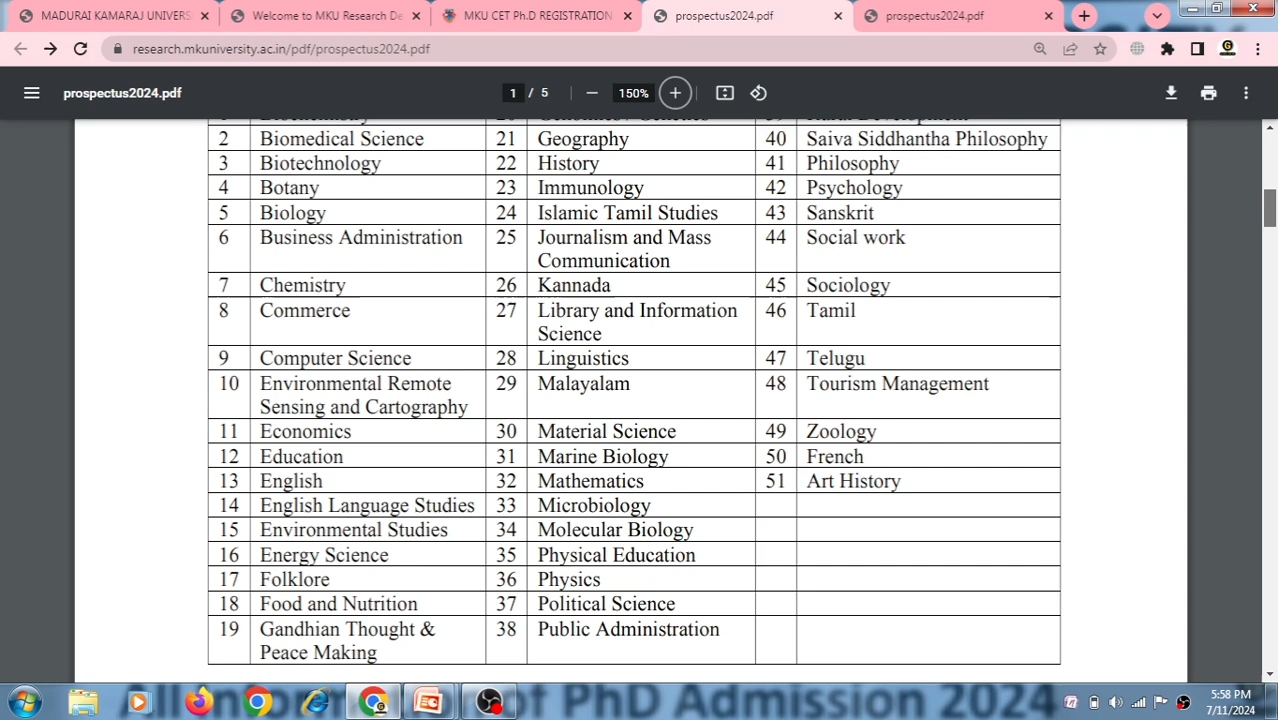 MADURAI KAMARAJ UNIVERS
Welcome to MKU Research De
MKU CET Ph.D REGISTRATION
prospectus2024.pdf
prospectus2024.pdf
research.mkuniversity.ac.in/pdf/prospectus2024.pdf
prospectus2024.pdf
1 / 5
150%
2 Biomedical Science 21 Geography 40 Saiva Siddhantha Philosophy
3 Biotechnology 22 History 41 Philosophy
4 Botany 23 Immunology 42 Psychology
5 Biology 24 Islamic Tamil Studies 43 Sanskrit
6 Business Administration 25 Journalism and Mass 44 Social work
Communication
7 Chemistry 26 Kannada 45 Sociology
8 Commerce 27 Library and Information 46 Tamil
Science
9 Computer Science 28 Linguistics 47 Telugu
10 Environmental Remote 29 Malayalam 48 Tourism Management
Sensing and Cartography
11 Economics 30 Material Science 49 Zoology
12 Education 31 Marine Biology 50 French
13 English 32 Mathematics 51 Art History
14 English Language Studies 33 Microbiology
15 Environmental Studies 34 Molecular Biology
16 Energy Science 35 Physical Education
17 Folklore 36 Physics
18 Food and Nutrition 37 Political Science
19 Gandhian Thought & 38 Public Administration
Peace Making
PhD Admission 2024
5:58 PM
7/11/2024